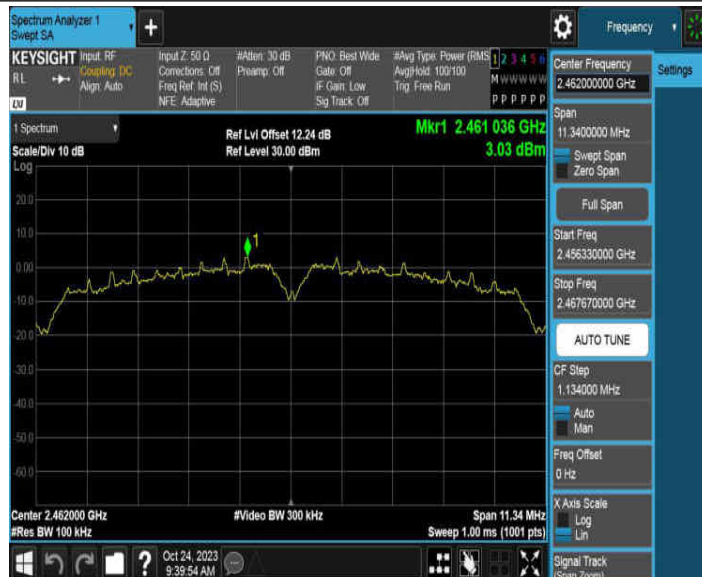 Spectrum Analyzer 1
Swept SA
+
Frequency
KEYSIGHT
RL
LXI
Input: RF
Coupling: DC
Align: Auto
Input Z: 50 Ω
Corrections: Off
Freq Ref: Int (S)
NFE: Adaptive
#Atten: 30 dB
Preamp: Off
PNO: Best Wide
Gate: Off
IF Gain: Low
Sig Track: Off
#Avg Type: Power (RMS
Avg|Hold: 100/100
Trig: Free Run
1 2 3 4 5 6
M W W W W W
P P P P P P
Center Frequency
2.462000000 GHz
Settings
Span
11.3400000 MHz
Swept Span
Zero Span
Full Span
Start Freq
2.456330000 GHz
Stop Freq
2.467670000 GHz
AUTO TUNE
CF Step
1.134000 MHz
Auto
Man
Freq Offset
0 Hz
X Axis Scale
Log
Lin
Signal Track
(Span Zoom)
1 Spectrum
Scale/Div 10 dB
Log
Ref Lvl Offset 12.24 dB
Ref Level 30.00 dBm
Mkr1 2.461 036 GHz
3.03 dBm
20.0
10.0
0.00
-10.0
-20.0
-30.0
-40.0
-50.0
-60.0
1
Center 2.462000 GHz
#Res BW 100 kHz
#Video BW 300 kHz
Span 11.34 MHz
Sweep 1.00 ms (1001 pts)
?
Oct 24, 2023
9:39:54 AM